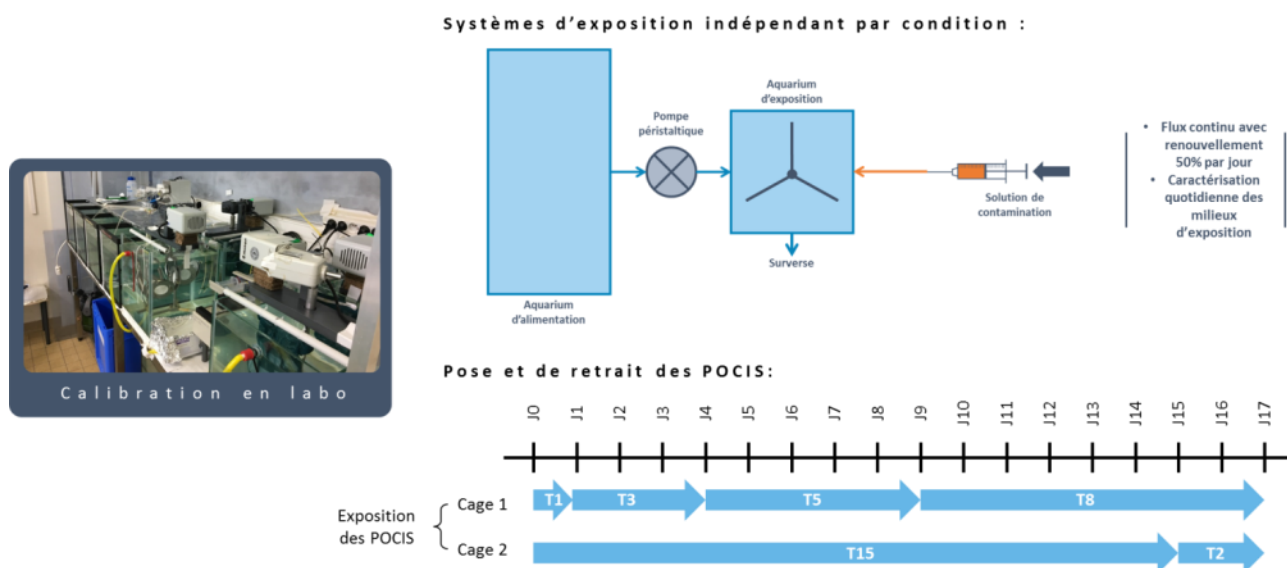 Systèmes d'exposition indépendant par condition :
Aquarium
d'exposition
Pompe
péristaltique
• Flux continu avec
renouvellement
50% par jour
• Caractérisation
quotidienne des
milieux
d'exposition
Solution de
contamination
Surverse
Aquarium
d'alimentation
Calibration en labo
Pose et de retrait des POCIS:
J0 J1 J2 J3 J4 J5 J6 J7 J8 J9 J10 J11 J12 J13 J14 J15 J16 J17
Exposition
des POCIS
Cage 1 T1 T3 T5 T8
Cage 2 T15 T2